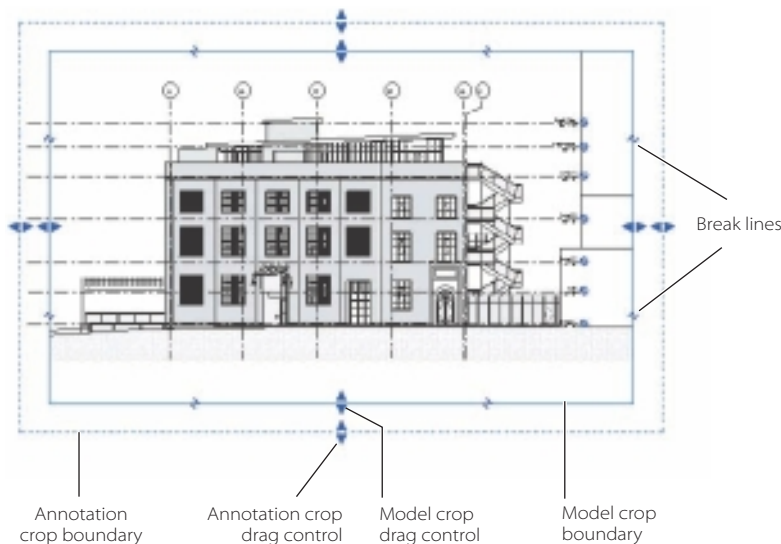 Break lines
Annotation
crop boundary
Annotation crop
drag control
Model crop
drag control
Model crop
boundary